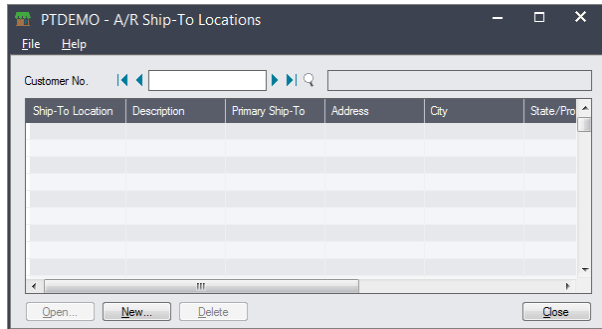 PTDEMO - A/R Ship-To Locations
File Help
Customer No.
Ship-To Location Description Primary Ship-To Address City State/Pro
Open... New... Delete Close